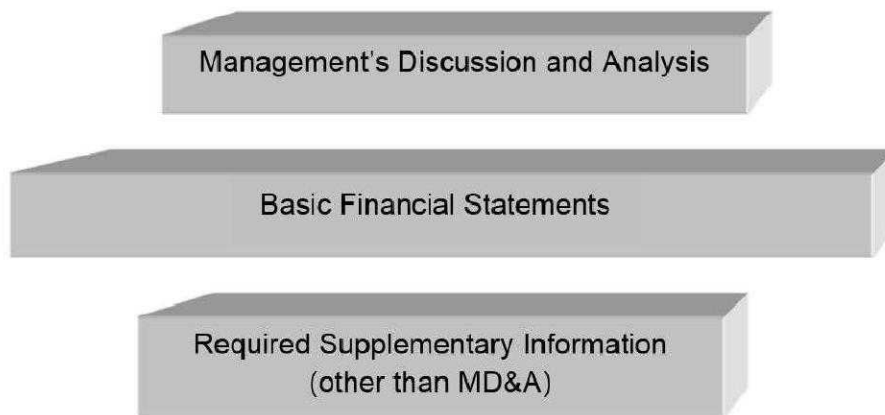 Management's Discussion and Analysis
Basic Financial Statements
Required Supplementary Information
(other than MD&A)